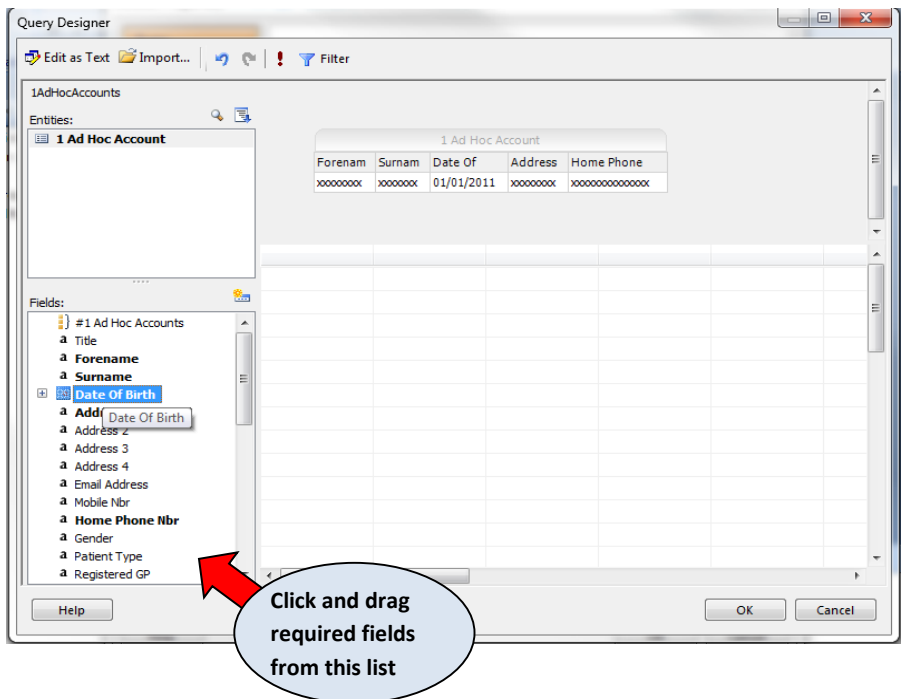 Query Designer
Edit as Text Import... ! Filter
1AdHocAccounts
Entities:
1 Ad Hoc Account
1 Ad Hoc Account
Forenam Surnam Date Of Address Home Phone
xxxxxxxx xxxxxxx 01/01/2011 xxxxxxxx xxxxxxxxxxxxxx
Fields:
#1 Ad Hoc Accounts
a Title
a Forename
a Surname
Date Of Birth
a Addr
Date Of Birth
a Address 2
a Address 3
a Address 4
a Email Address
a Mobile Nbr
a Home Phone Nbr
a Gender
a Patient Type
a Registered GP
Click and drag
required fields
from this list
Help OK Cancel